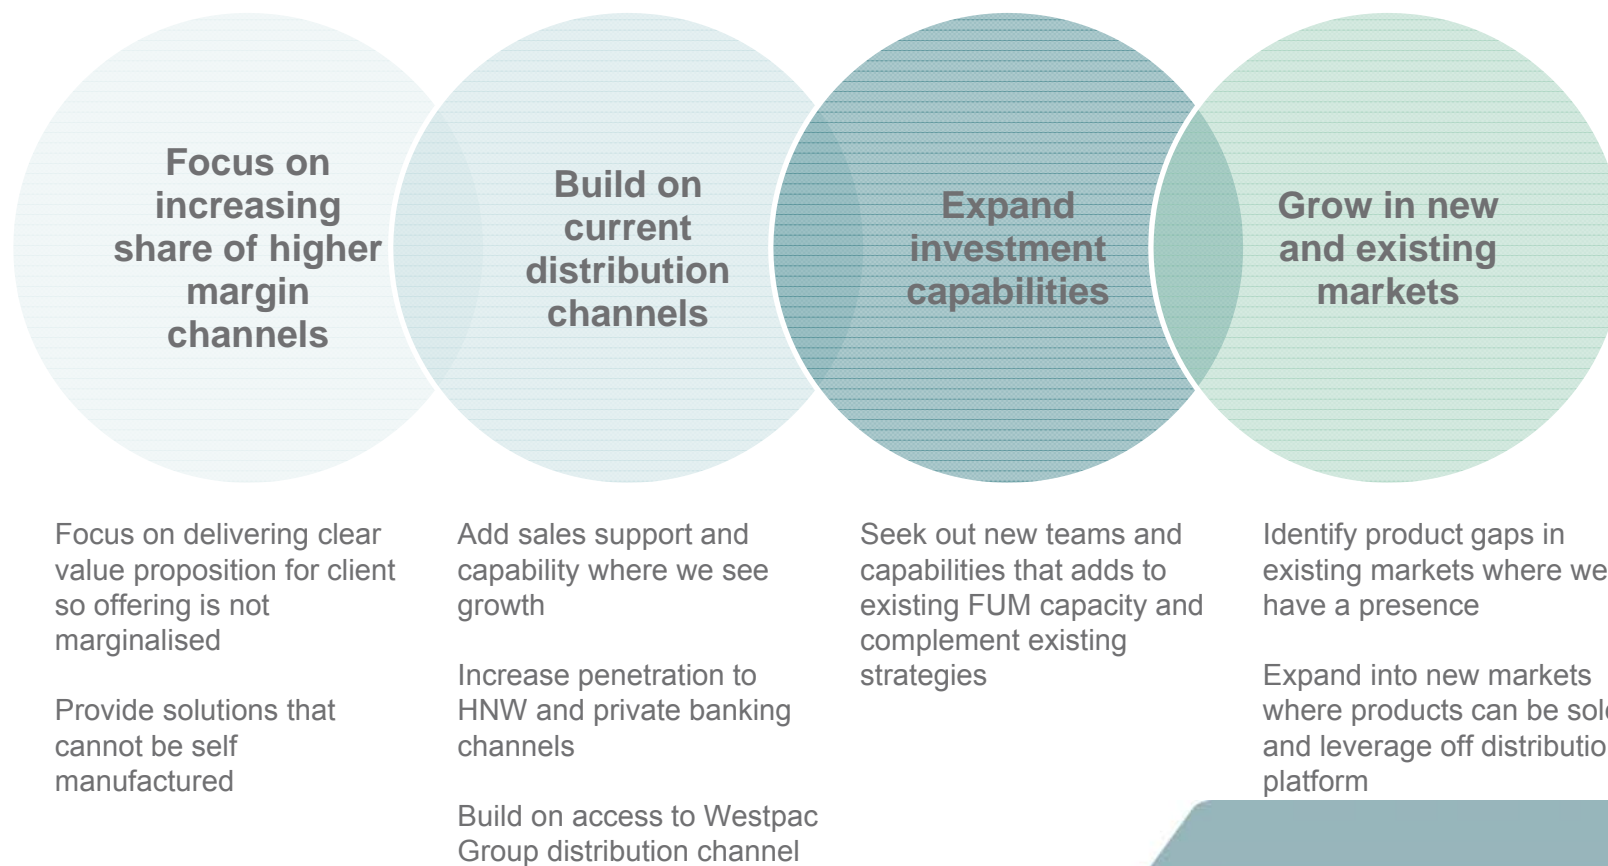 Focus on
increasing
share of higher
margin
channels
Build on
current
distribution
channels
Expand
investment
capabilities
Grow in new
and existing
markets
Focus on delivering clear
value proposition for client
so offering is not
marginalised
Provide solutions that
cannot be self
manufactured
Add sales support and
capability where we see
growth
Increase penetration to
HNW and private banking
channels
Build on access to Westpac
Group distribution channel
Seek out new teams and
capabilities that adds to
existing FUM capacity and
complement existing
strategies
Identify product gaps in
existing markets where we
have a presence
Expand into new markets
where products can be sol
and leverage off distributio
platform